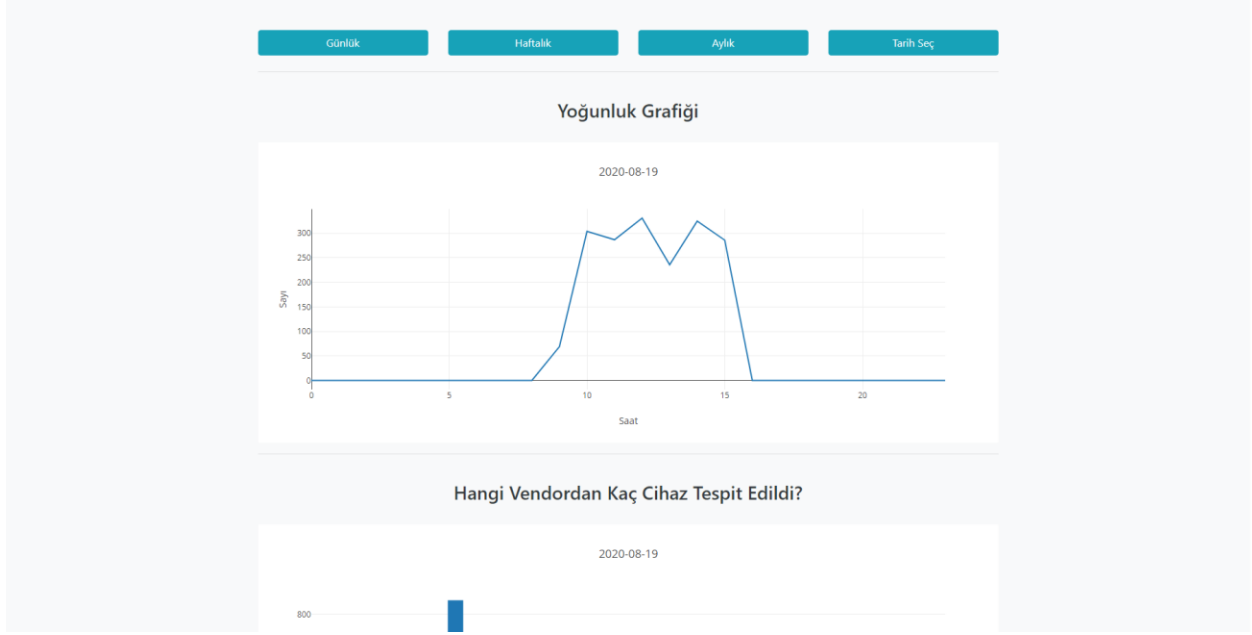 Günlük Haftalık Aylık Tarih Seç
Yoğunluk Grafiği
2020-08-19
300
250
200
150
100
50
0
Sayı
0 5 10 15 20
Saat
Hangi Vendordan Kaç Cihaz Tespit Edildi?
2020-08-19
800